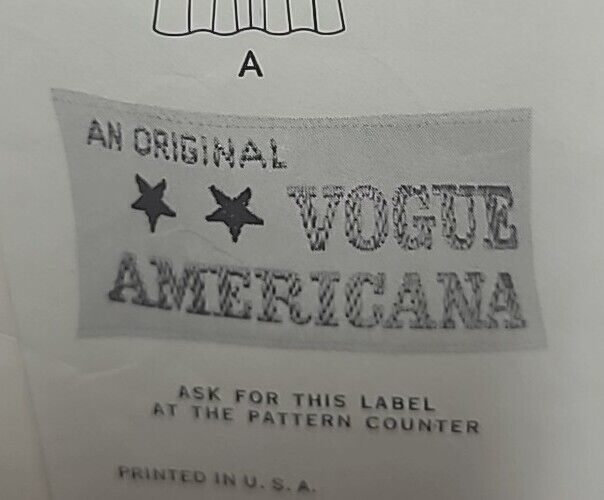 A
AN ORIGINAL
VOGUE
AMERICANA
ASK FOR THIS LABEL
AT THE PATTERN COUNTER
PRINTED IN U. S. A.